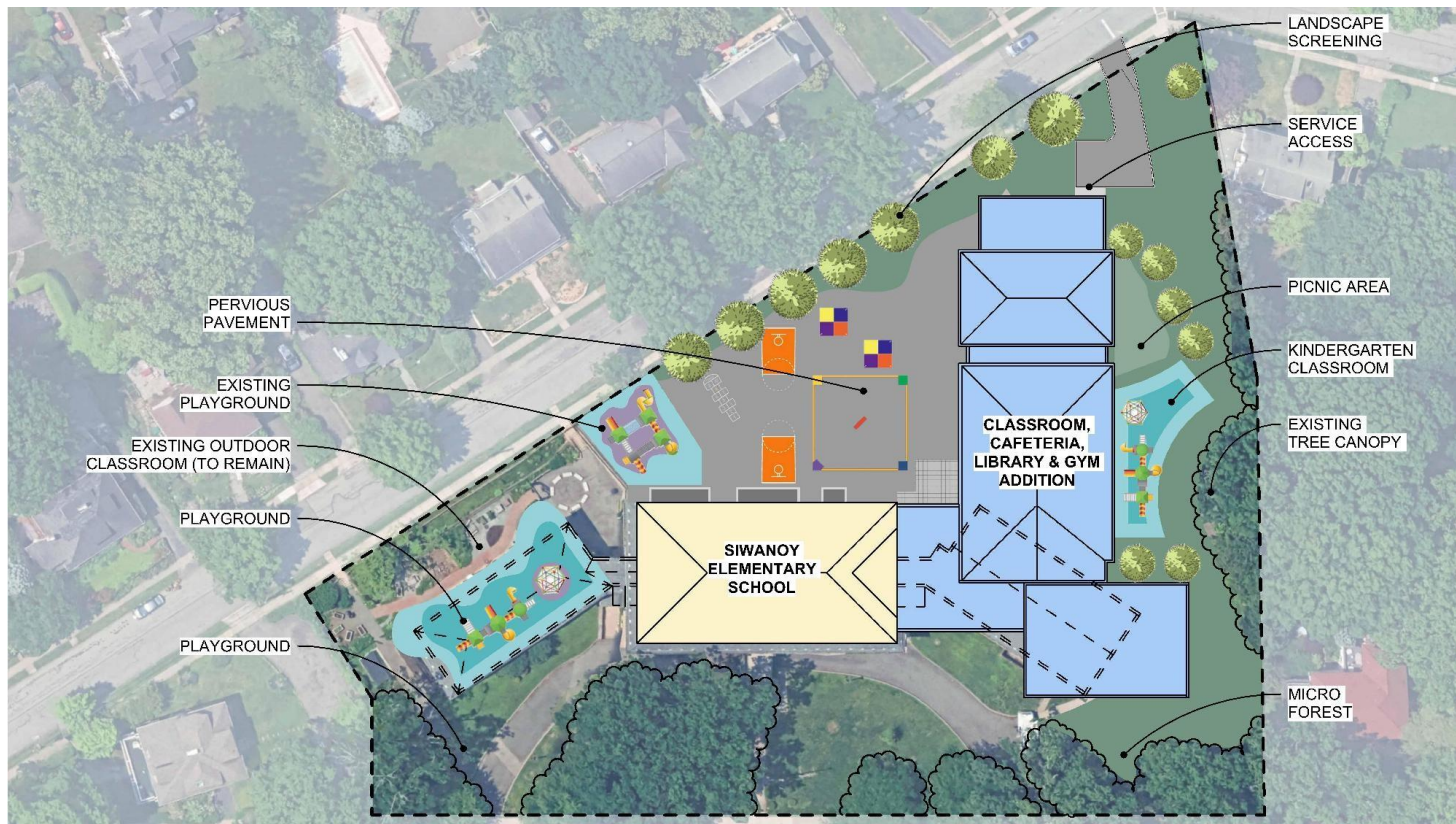 LANDSCAPE
SCREENING
SERVICE
ACCESS
PICNIC AREA
KINDERGARTEN
CLASSROOM
EXISTING
TREE CANOPY
MICRO
FOREST
PERVIOUS
PAVEMENT
EXISTING
PLAYGROUND
EXISTING OUTDOOR
CLASSROOM (TO REMAIN)
PLAYGROUND
PLAYGROUND
CLASSROOM,
CAFETERIA,
LIBRARY & GYM
ADDITION
SIWANOY
ELEMENTARY
SCHOOL